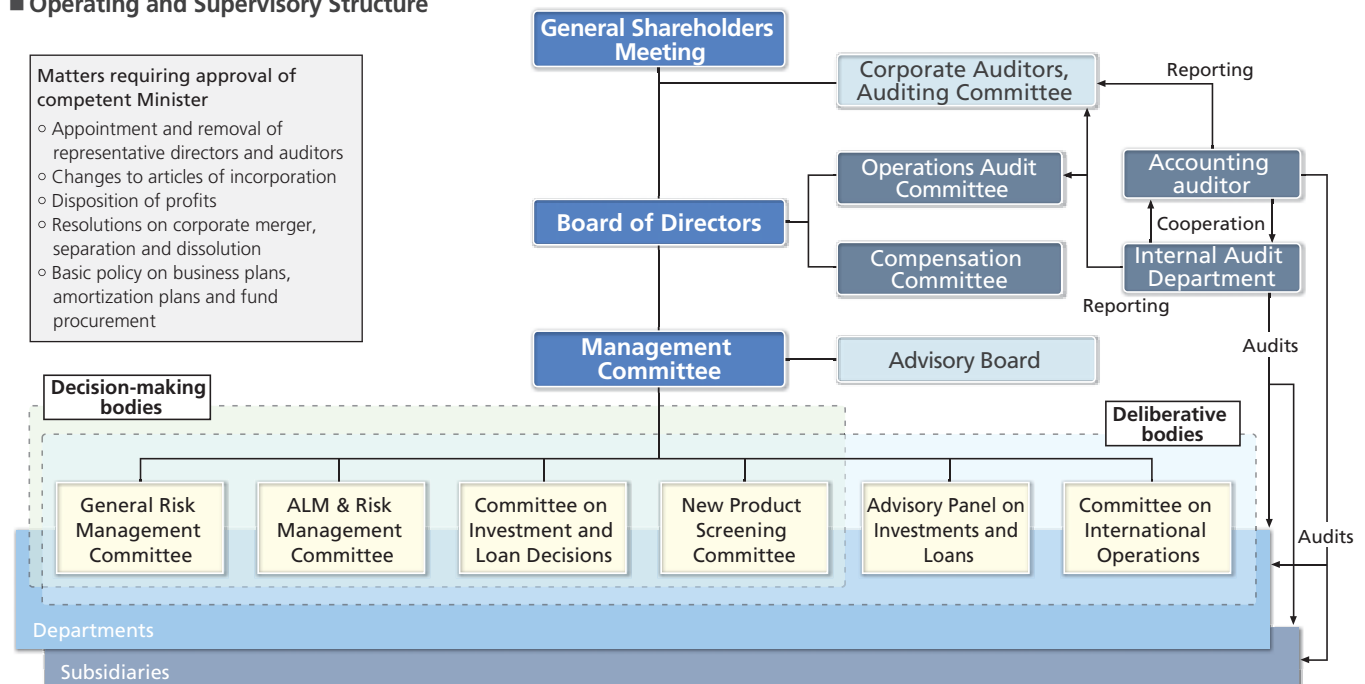 ■ Operating and Supervisory Structure
General Shareholders
Meeting
Matters requiring approval of
competent Minister
○ Appointment and removal of
representative directors and auditors
○ Changes to articles of incorporation
○ Disposition of profits
○ Resolutions on corporate merger,
separation and dissolution
○ Basic policy on business plans,
amortization plans and fund
procurement
Corporate Auditors,
Auditing Committee
Reporting
Operations Audit
Committee
Accounting
auditor
Board of Directors
Cooperation
Compensation
Committee
Internal Audit
Department
Reporting
Management
Committee
Advisory Board
Audits
Decision-making
bodies
Deliberative
bodies
General Risk
Management
Committee
ALM & Risk
Management
Committee
Committee on
Investment and
Loan Decisions
New Product
Screening
Committee
Advisory Panel on
Investments and
Loans
Committee on
International
Operations
Audits
Departments
Subsidiaries